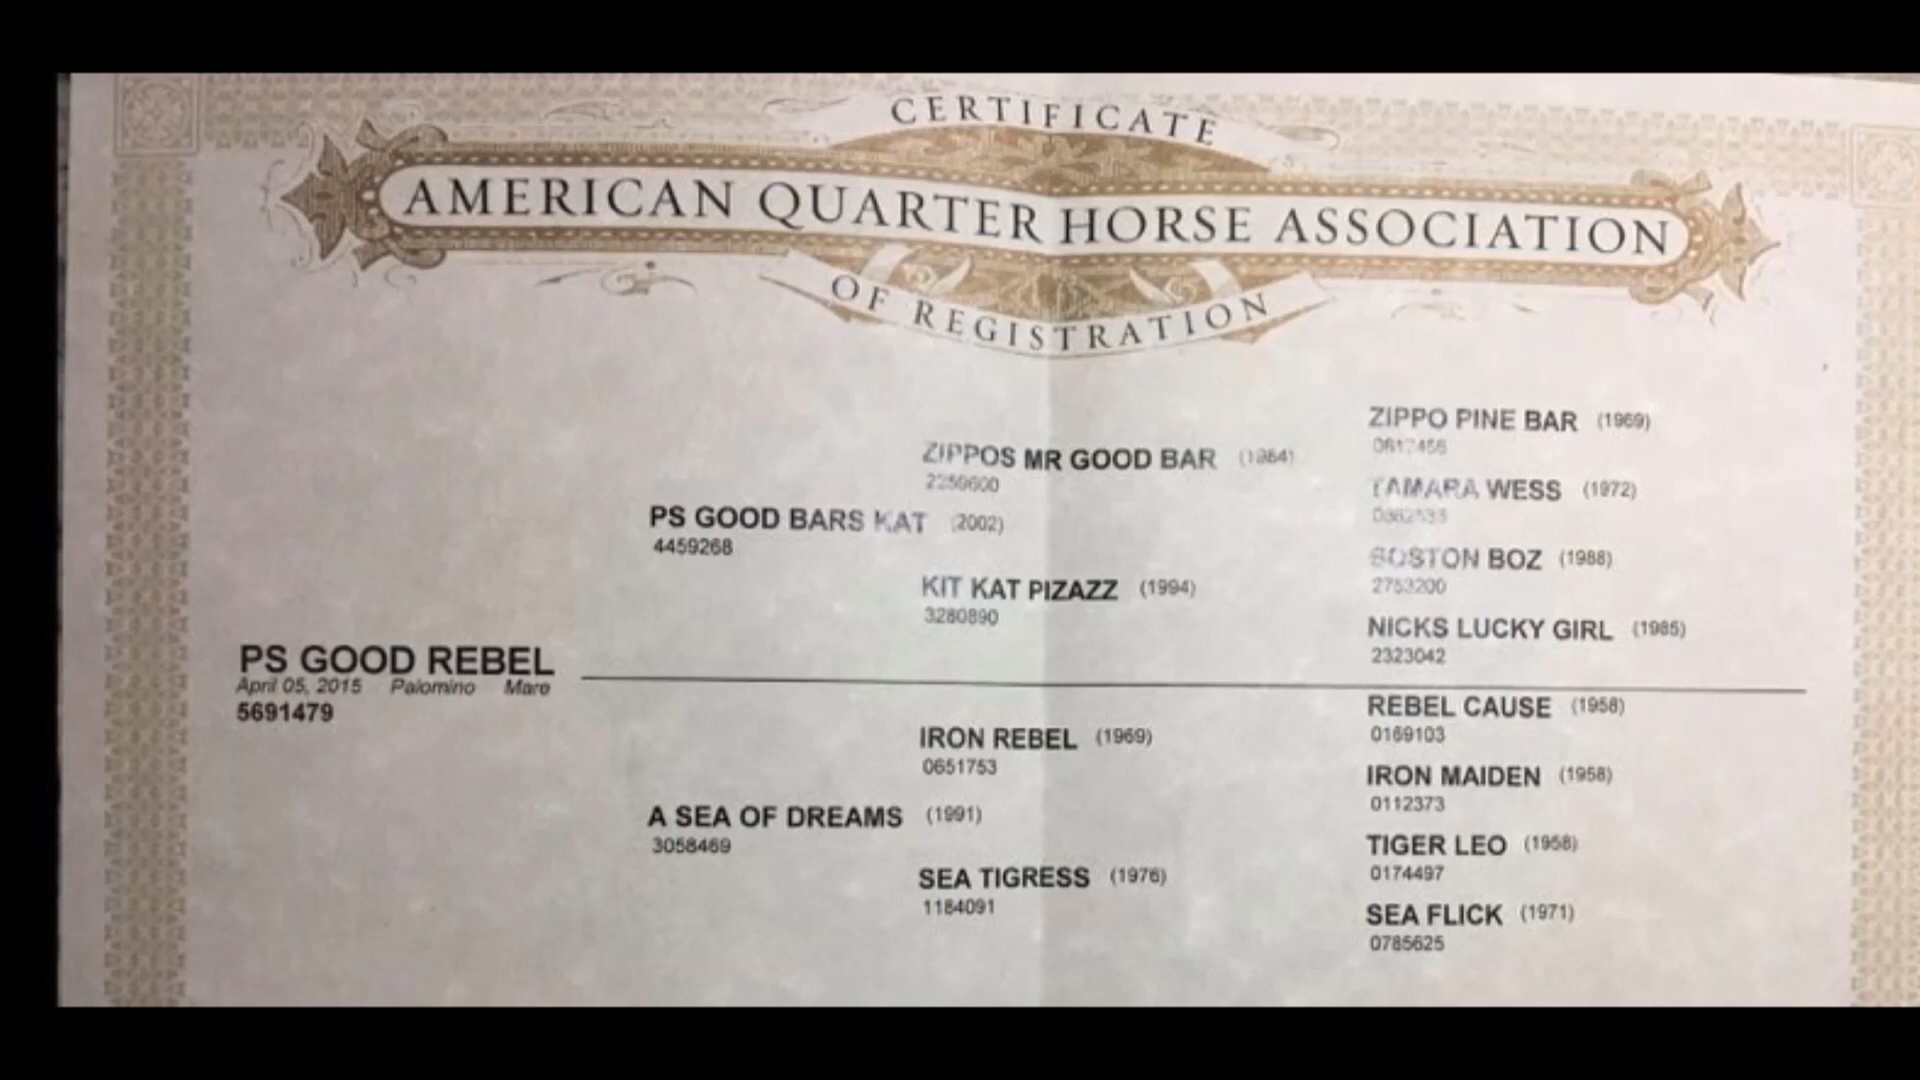 CERTIFICATE
AMERICAN QUARTER HORSE ASSOCIATION
OF REGISTRATION
ZIPPO PINE BAR (1969)
ZIPPOS MR GOOD BAR (1984)
2259600
TAMARA WESS (1972)
PS GOOD BARS KAT (2002)
4459268
BOSTON BOZ (1988)
2753200
KIT KAT PIZAZZ (1994)
3280890
NICKS LUCKY GIRL (1985)
2323042
PS GOOD REBEL
April 05, 2015 Palomino Mare
5691479
REBEL CAUSE (1958)
0169103
IRON REBEL (1969)
0651753
IRON MAIDEN (1958)
0112373
A SEA OF DREAMS (1991)
3058469
TIGER LEO (1958)
0174497
SEA TIGRESS (1976)
1184091
SEA FLICK (1971)
0785625